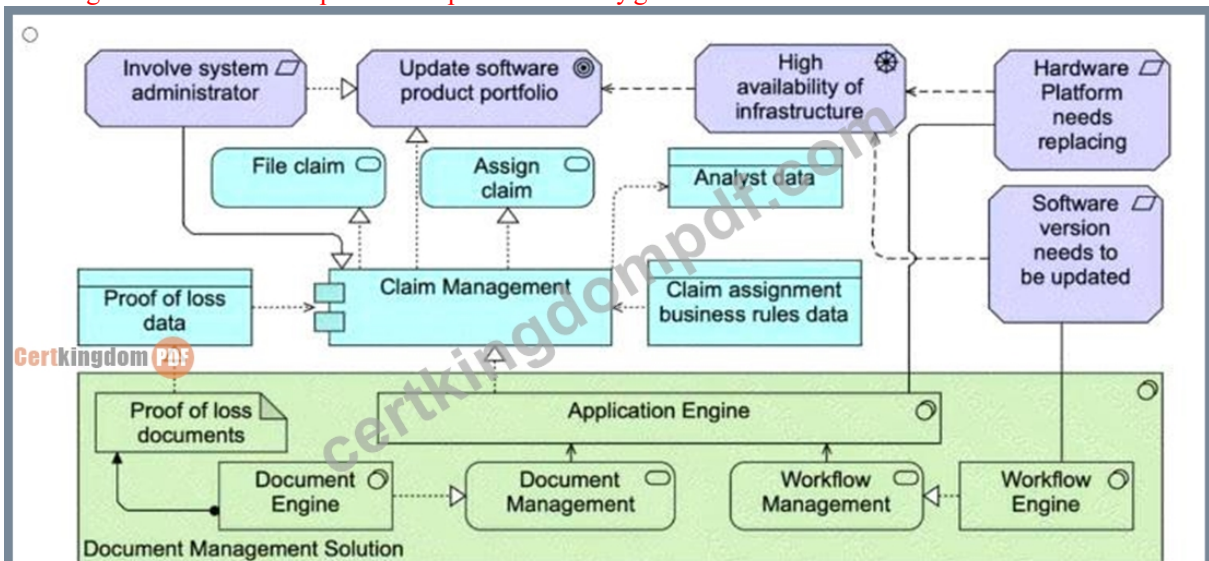 Involve system
administrator
Update software
product portfolio
High
availability of
infrastructure
Hardware
Platform
needs
replacing
File claim
Assign
claim
Analyst data
Software
version
needs to
be updated
Proof of loss
data
Claim Management
Claim assignment
business rules data
Certkingdom PDF
certkingdompdf.com
Proof of loss
documents
Application Engine
Document
Engine
Document
Management
Workflow
Management
Workflow
Engine
Document Management Solution